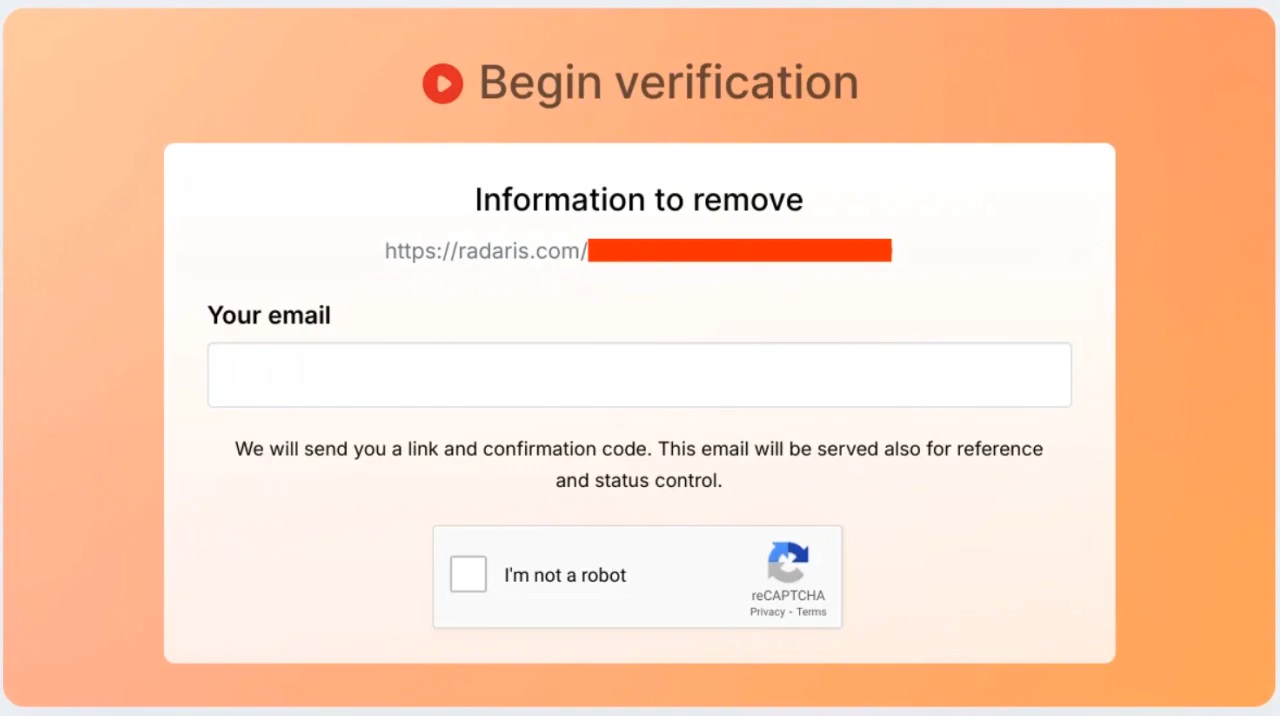 Begin verification
Information to remove
https://radaris.com/
Your email
We will send you a link and confirmation code. This email will be served also for reference
and status control.
I'm not a robot
reCAPTCHA
Privacy - Terms